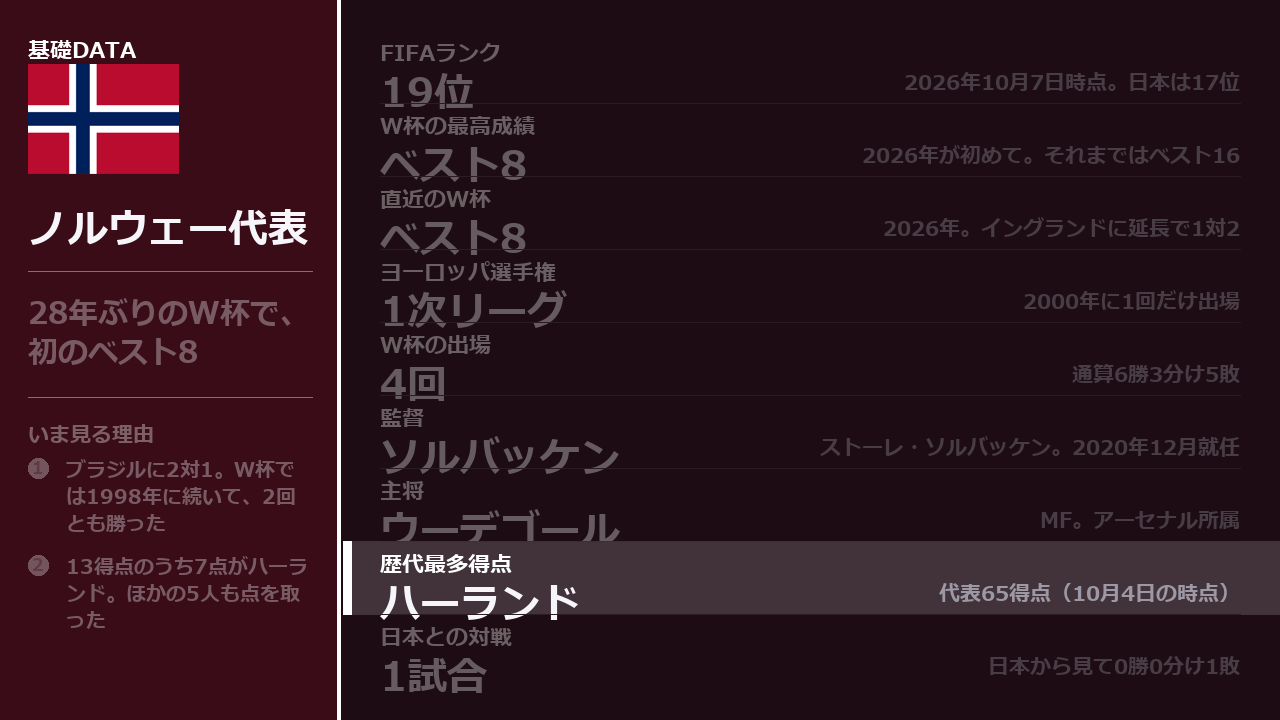 基礎DATA
ノルウェー代表
28年ぶりのW杯で、
初のベスト8
いま見る理由
1 ブラジルに2対1。W杯で
は1998年に続いて、2回
とも勝った
2 13得点のうち7点がハーラ
ンド。ほかの5人も点を取
った
FIFAランク
19位 2026年10月7日時点。日本は17位
W杯の最高成績
ベスト8 2026年が初めて。それまではベスト16
直近のW杯
ベスト8 2026年。イングランドに延長で1対2
ヨーロッパ選手権
1次リーグ 2000年に1回だけ出場
W杯の出場
4回 通算6勝3分け5敗
監督
ソルバッケン ストーレ・ソルバッケン。2020年12月就任
主将
ウーデゴール MF。アーセナル所属
歴代最多得点
ハーランド 代表65得点（10月4日の時点）
日本との対戦
1試合 日本から見て0勝0分け1敗